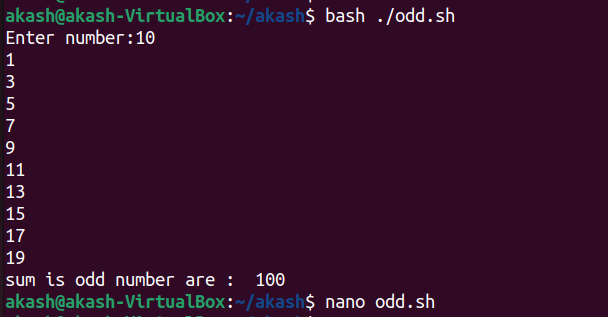 akash@akash-VirtualBox:~/akash$ bash ./odd.sh
Enter number:10
1
3
5
7
9
11
13
15
17
19
sum is odd number are :  100
akash@akash-VirtualBox:~/akash$ nano odd.sh